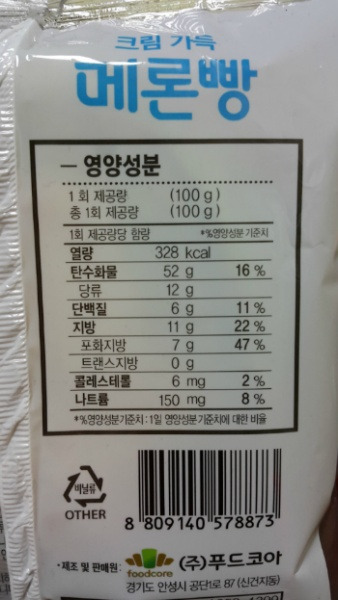 크림 가득
메론빵
— 영양성분
1 회 제공량 (100 g)
총 1회 제공량 (100 g)
1회 제공량당 함량 *%영양성분 기준치
열량 328 kcal
탄수화물 52 g 16 %
당류 12 g
단백질 6 g 11 %
지방 11 g 22 %
포화지방 7 g 47 %
트랜스지방 0 g
콜레스테롤 6 mg 2 %
나트륨 150 mg 8 %
*%영양성분기준치 : 1일 영양성분 기준치에 대한 비율
비닐류
OTHER
8 809140 578873
•제조 및 판매원: foodcore (주)푸드코아
경기도 안성시 공단1로 87 (신건지동)